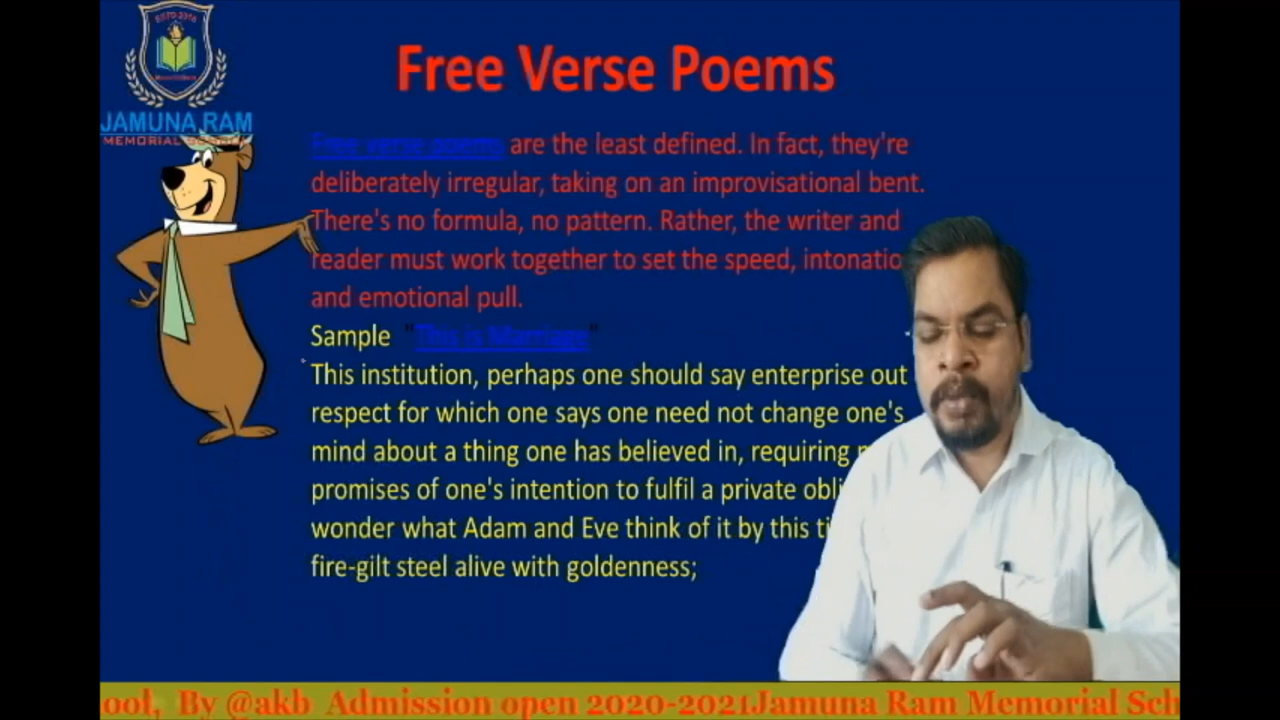 ESTD-2010
JAMUNA RAM
MEMORIAL SCHOOL
Free Verse Poems
Free verse poems are the least defined. In fact, they're
deliberately irregular, taking on an improvisational bent.
There's no formula, no pattern. Rather, the writer and
reader must work together to set the speed, intonatio
and emotional pull.
Sample "This is Marriage"
This institution, perhaps one should say enterprise out
respect for which one says one need not change one's
mind about a thing one has believed in, requiring
promises of one's intention to fulfil a private obli
wonder what Adam and Eve think of it by this ti
fire-gilt steel alive with goldenness;
ool, By @akb Admission open 2020-2021Jamuna Ram Memorial Sch